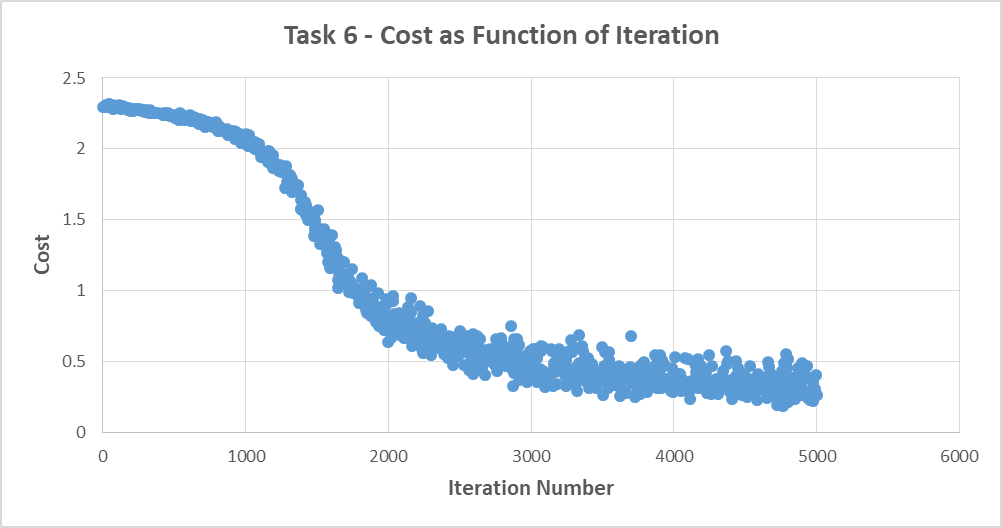 Task 6 - Cost as Function of Iteration
2.5
2
1.5
1
0.5
0
Cost
0 1000 2000 3000 4000 5000 6000
Iteration Number